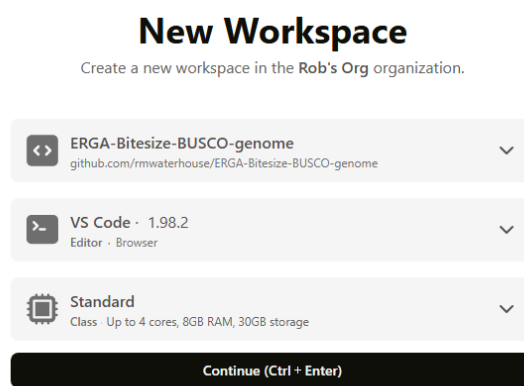 New Workspace
Create a new workspace in the Rob's Org organization.
ERGA-Bitesize-BUSCO-genome
github.com/rmwaterhouse/ERGA-Bitesize-BUSCO-genome
VS Code · 1.98.2
Editor · Browser
Standard
Class · Up to 4 cores, 8GB RAM, 30GB storage
Continue (Ctrl + Enter)